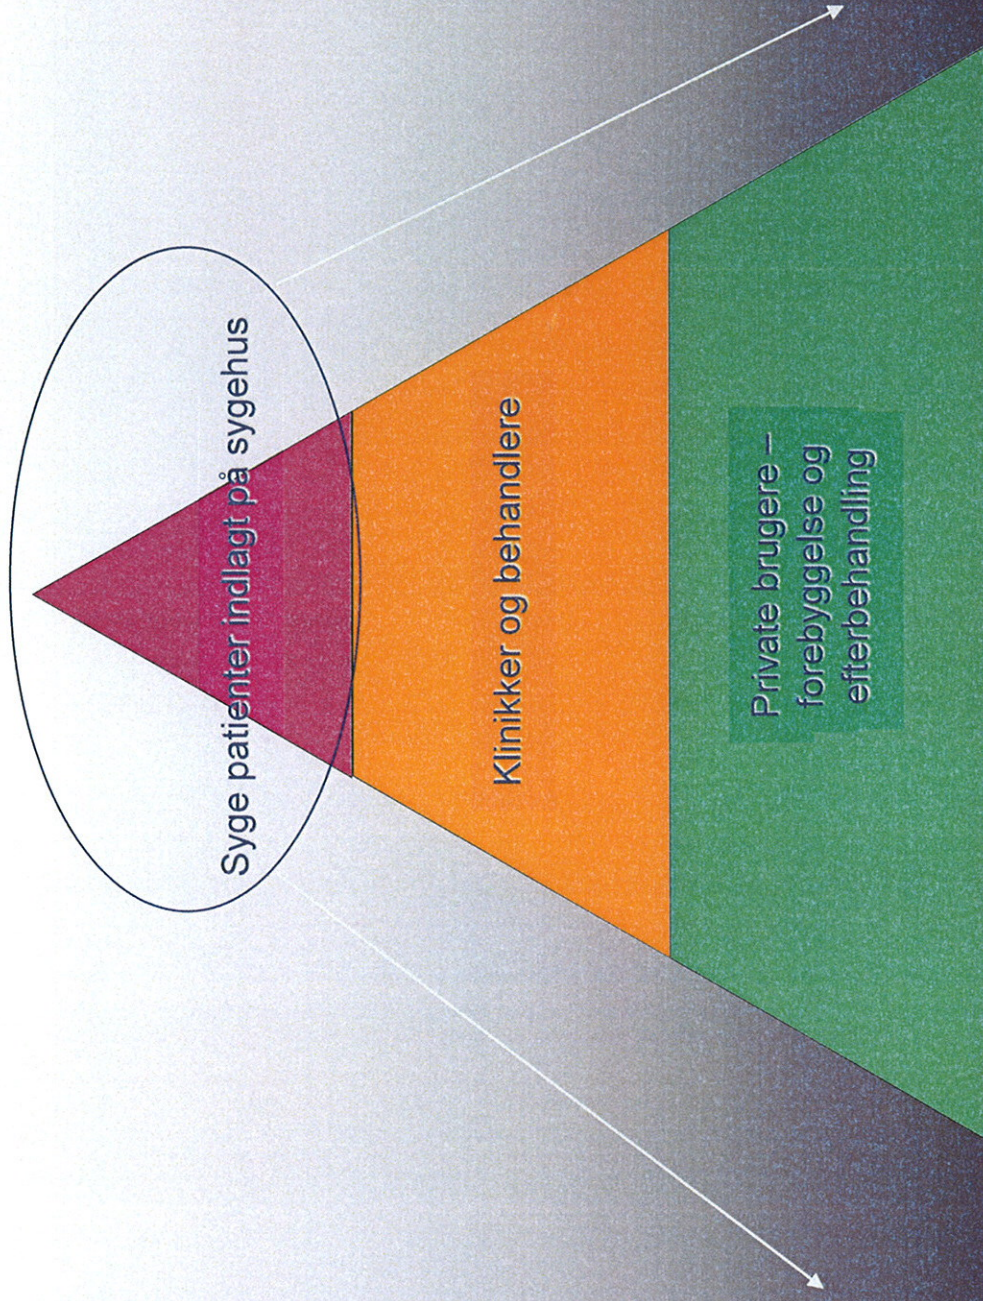 Syge patienter indlagt på sygehus
Klinikker og behandlere
Private brugere –
forebyggelse og
efterbehandling